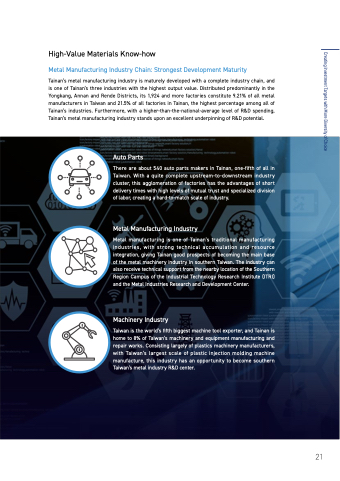 High-Value Materials Know-how
Metal Manufacturing Industry Chain: Strongest Development Maturity
Tainan's metal manufacturing industry is maturely developed with a complete industry chain, and
is one of Tainan's three industries with the highest output value. Distributed predominantly in the
Yongkang, Annan and Rende Districts, its 1,924 and more factories constitute 9.21% of all metal
manufacturers in Taiwan and 21.5% of all factories in Tainan, the highest percentage among all of
Tainan's industries. Furthermore, with a higher-than-the-national-average level of R&D spending,
Tainan's metal manufacturing industry stands upon an excellent underpinning of R&D potential.
Auto Parts
There are about 540 auto parts makers in Tainan, one-fifth of all in
Taiwan. With a quite complete upstream-to-downstream industry
cluster, this agglomeration of factories has the advantages of short
delivery times with high levels of mutual trust and specialized division
of labor, creating a hard-to-match scale of industry.
Metal Manufacturing Industry
Metal manufacturing is one of Tainan's traditional manufacturing
industries, with strong technical accumulation and resource
integration, giving Tainan good prospects of becoming the main base
of the metal machinery industry in southern Taiwan. The industry can
also receive technical support from the nearby location of the Southern
Region Campus of the Industrial Technology Research Institute (ITRI)
and the Metal Industries Research and Development Center.
Machinery Industry
Taiwan is the world's fifth biggest machine tool exporter, and Tainan is
home to 8% of Taiwan's machinery and equipment manufacturing and
repair works. Consisting largely of plastics machinery manufacturers,
with Taiwan's largest scale of plastic injection molding machine
manufacture, this industry has an opportunity to become southern
Taiwan's metal industry R&D center.
21